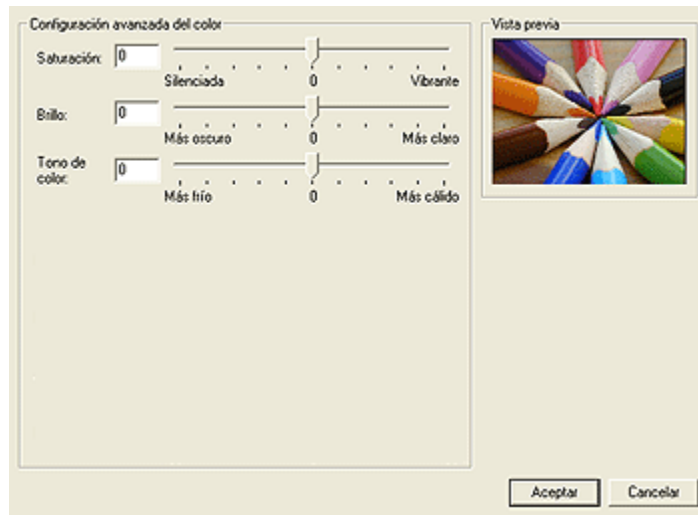 Configuración avanzada del color
Saturación: 0
Silenciada 0 Vibrante
Brillo: 0
Más oscuro 0 Más claro
Tono de color: 0
Más frío 0 Más cálido
Vista previa
Aceptar Cancelar